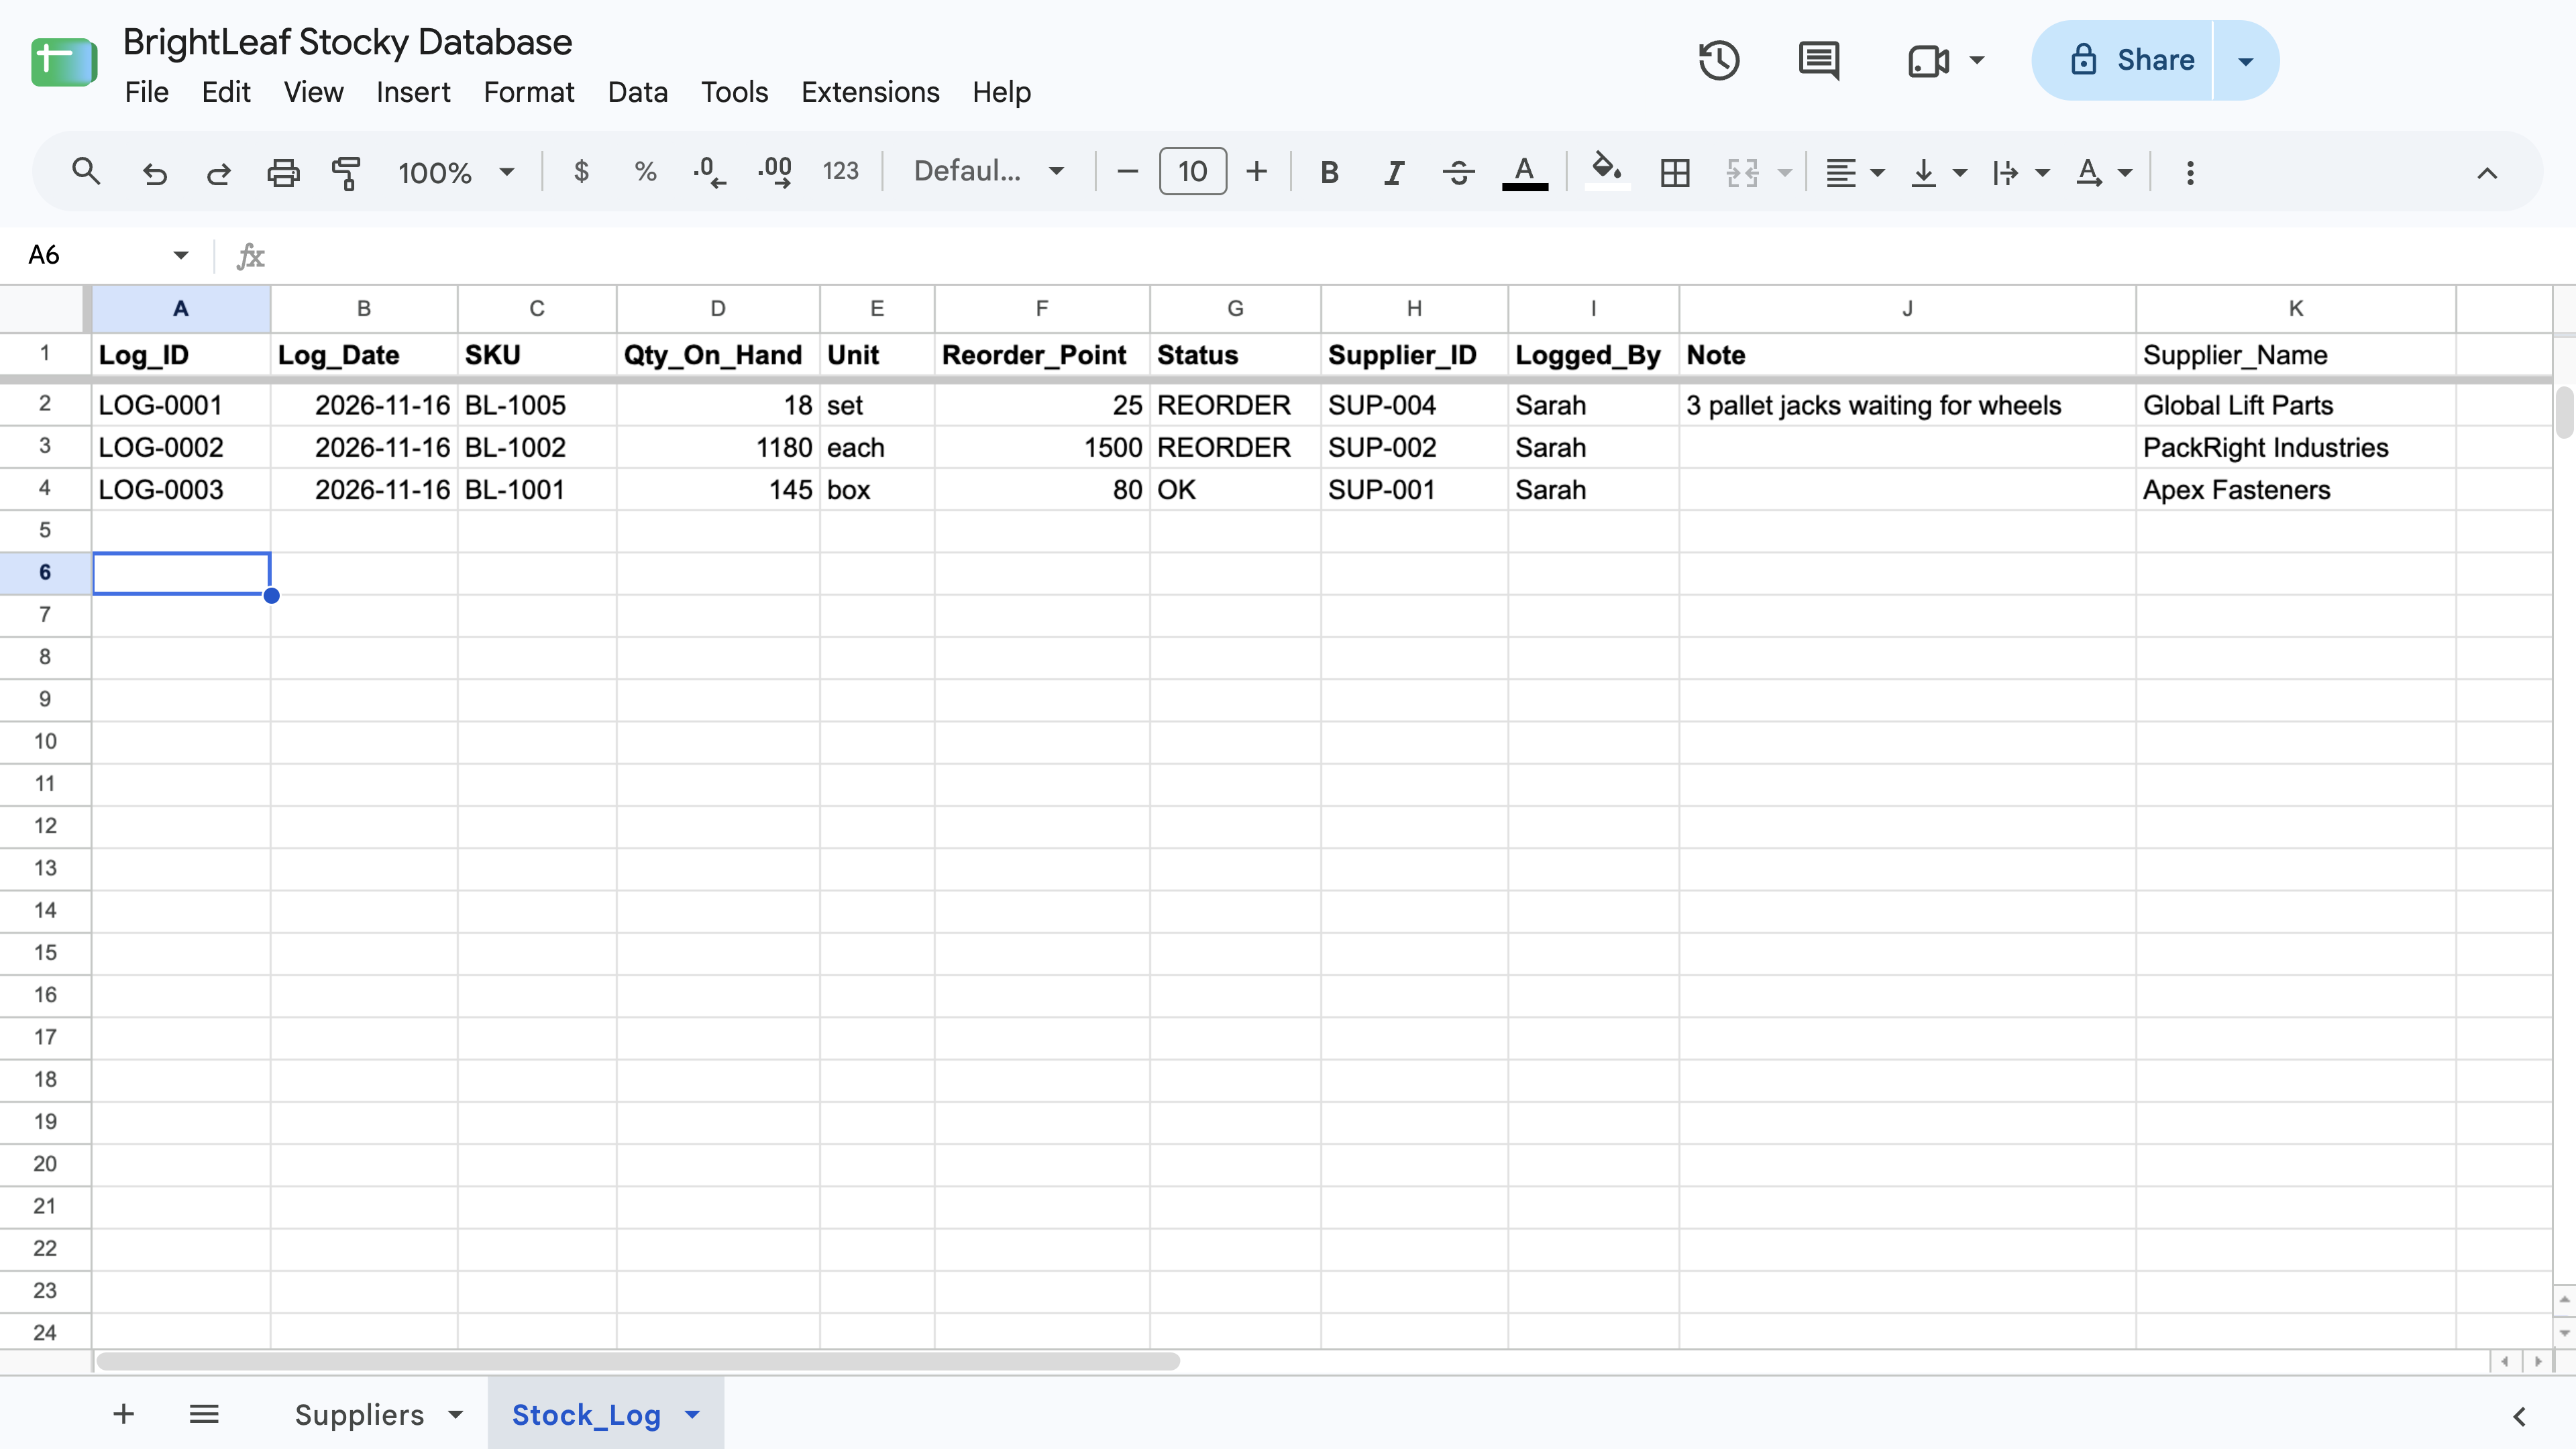 BrightLeaf Stocky Database
File Edit View Insert Format Data Tools Extensions Help
Share
100% $ % .0 .00 123 Defaul... 10 B I S A A
A6 fx
A B C D E F G H I J K
1 Log_ID Log_Date SKU Qty_On_Hand Unit Reorder_Point Status Supplier_ID Logged_By Note Supplier_Name
2 LOG-0001 2026-11-16 BL-1005 18 set 25 REORDER SUP-004 Sarah 3 pallet jacks waiting for wheels Global Lift Parts
3 LOG-0002 2026-11-16 BL-1002 1180 each 1500 REORDER SUP-002 Sarah PackRight Industries
4 LOG-0003 2026-11-16 BL-1001 145 box 80 OK SUP-001 Sarah Apex Fasteners
5
6
7
8
9
10
11
12
13
14
15
16
17
18
19
20
21
22
23
24
Suppliers Stock_Log